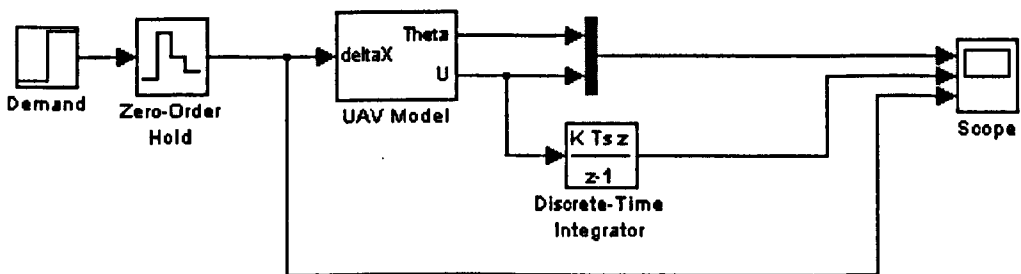 Demand
Zero-Order
Hold
deltaX
Theta
U
UAV Model
K Ts z
z-1
Discrete-Time
Integrator
Scope